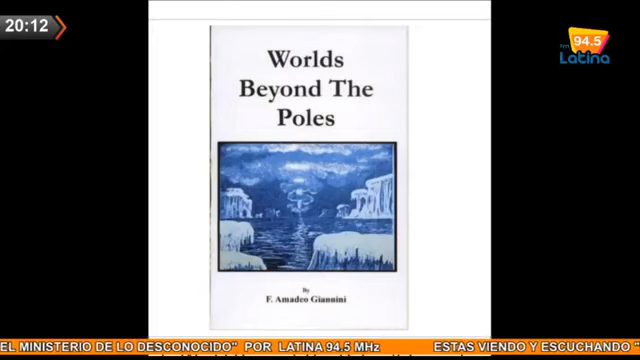 20:12
FM
94.5
Latina
Worlds
Beyond The
Poles
By
F. Amadeo Giannini
EL MINISTERIO DE LO DESCONOCIDO" POR LATINA 94.5 MHz ESTAS VIENDO Y ESCUCHANDO "